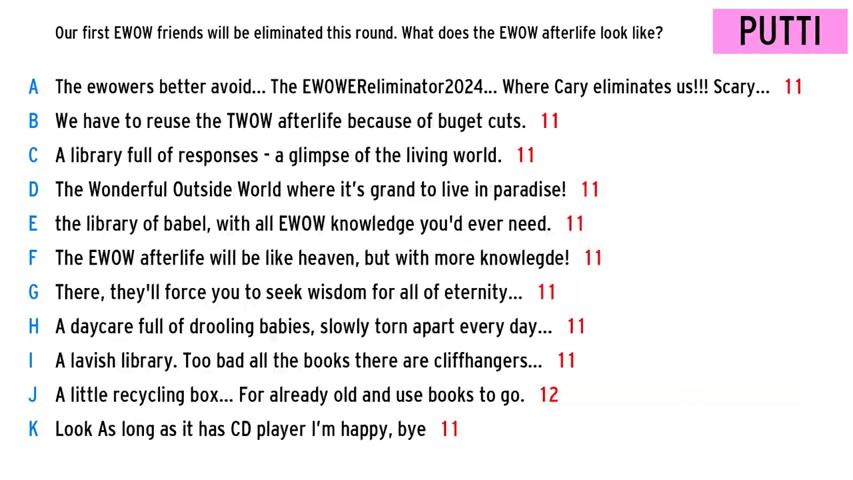 Our first EWOW friends will be eliminated this round. What does the EWOW afterlife look like?
PUTTI
A The ewowers better avoid... The EWOWEReliminator2024... Where Cary eliminates us!!! Scary... 11
B We have to reuse the TWOW afterlife because of buget cuts. 11
C A library full of responses - a glimpse of the living world. 11
D The Wonderful Outside World where it's grand to live in paradise! 11
E the library of babel, with all EWOW knowledge you'd ever need. 11
F The EWOW afterlife will be like heaven, but with more knowlegde! 11
G There, they'll force you to seek wisdom for all of eternity... 11
H A daycare full of drooling babies, slowly torn apart every day... 11
I A lavish library. Too bad all the books there are cliffhangers... 11
J A little recycling box... For already old and use books to go. 12
K Look As long as it has CD player I'm happy, bye 11